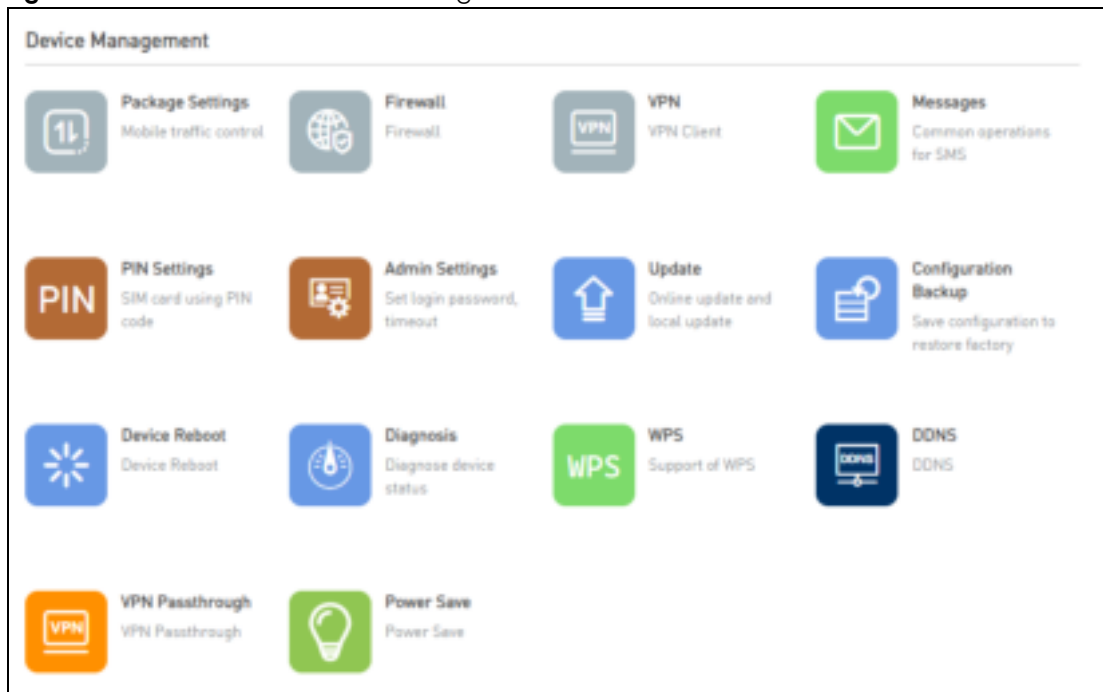 Device Management
Package Settings
Mobile traffic control
Firewall
Firewall
VPN
VPN
VPN Client
Messages
Common operations
for SMS
PIN
PIN Settings
SIM card using PIN
code
Admin Settings
Set login password,
timeout
Update
Online update and
local update
Configuration
Backup
Save configuration to
restore factory
Device Reboot
Device Reboot
Diagnosis
Diagnose device
status
WPS
WPS
Support of WPS
DDNS
DDNS
DDNS
VPN
VPN Passthrough
VPN Passthrough
Power Save
Power Save